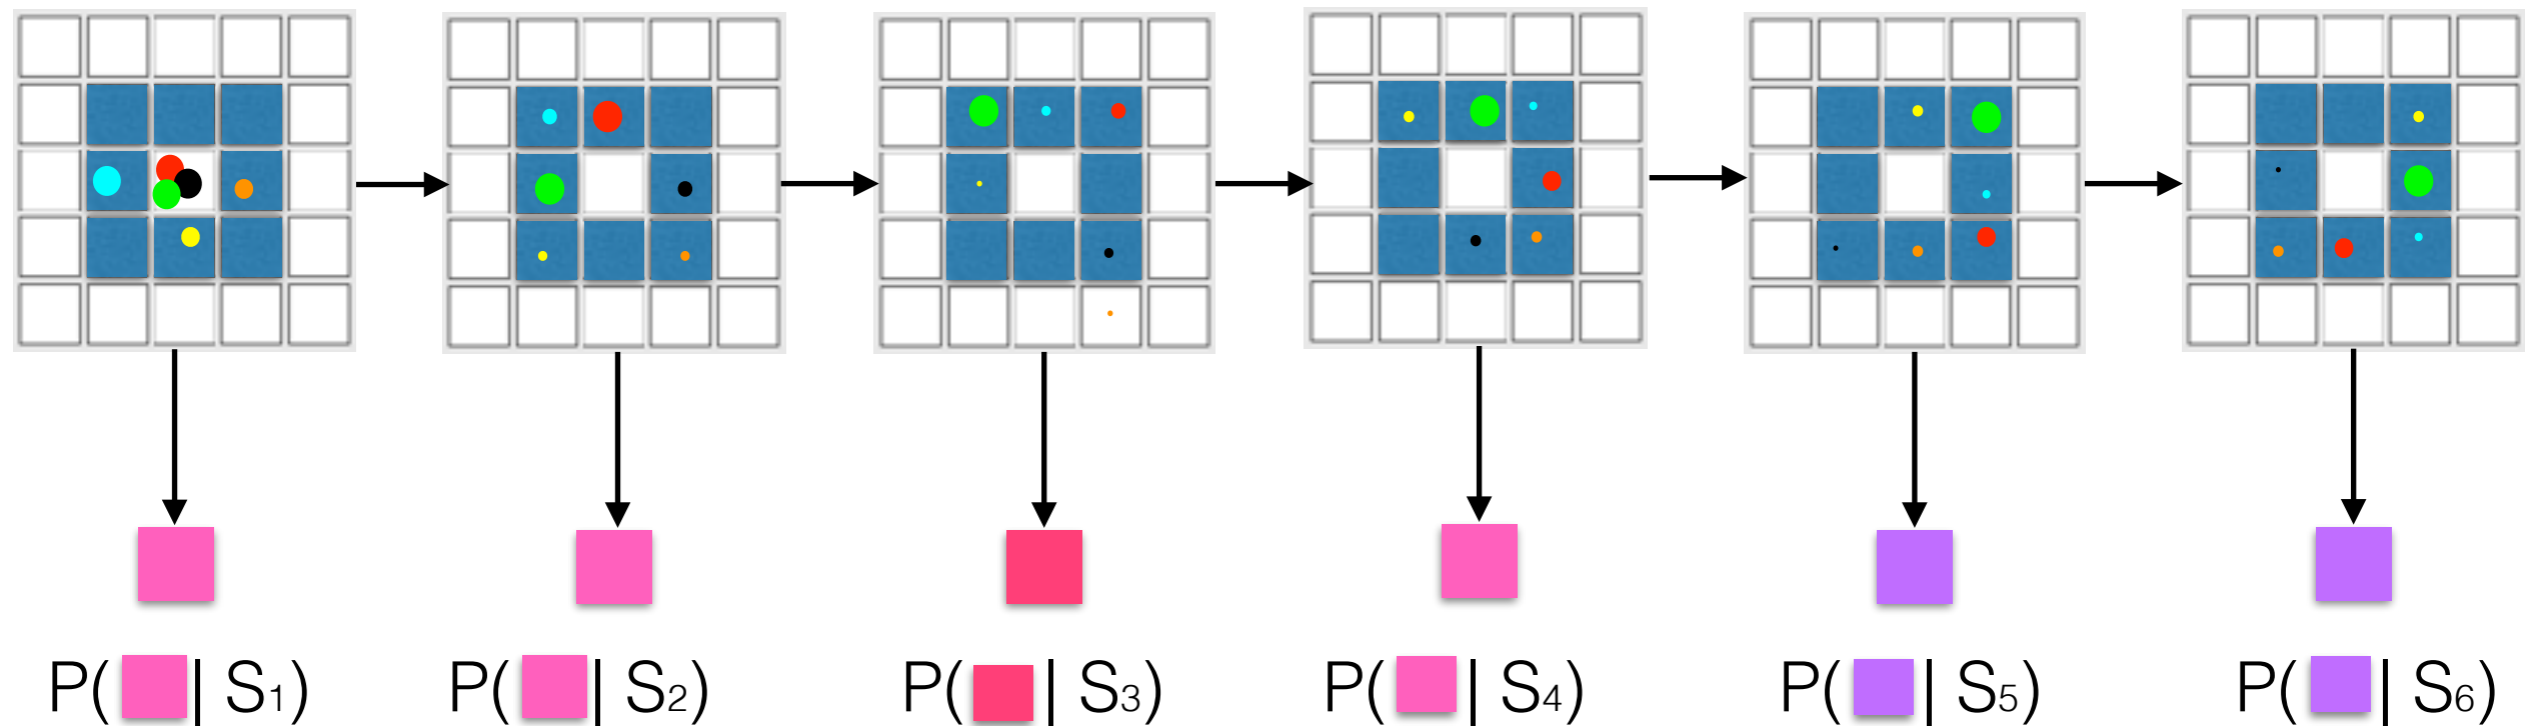 P( | S1) P( | S2) P( | S3) P( | S4) P( | S5) P( | S6)